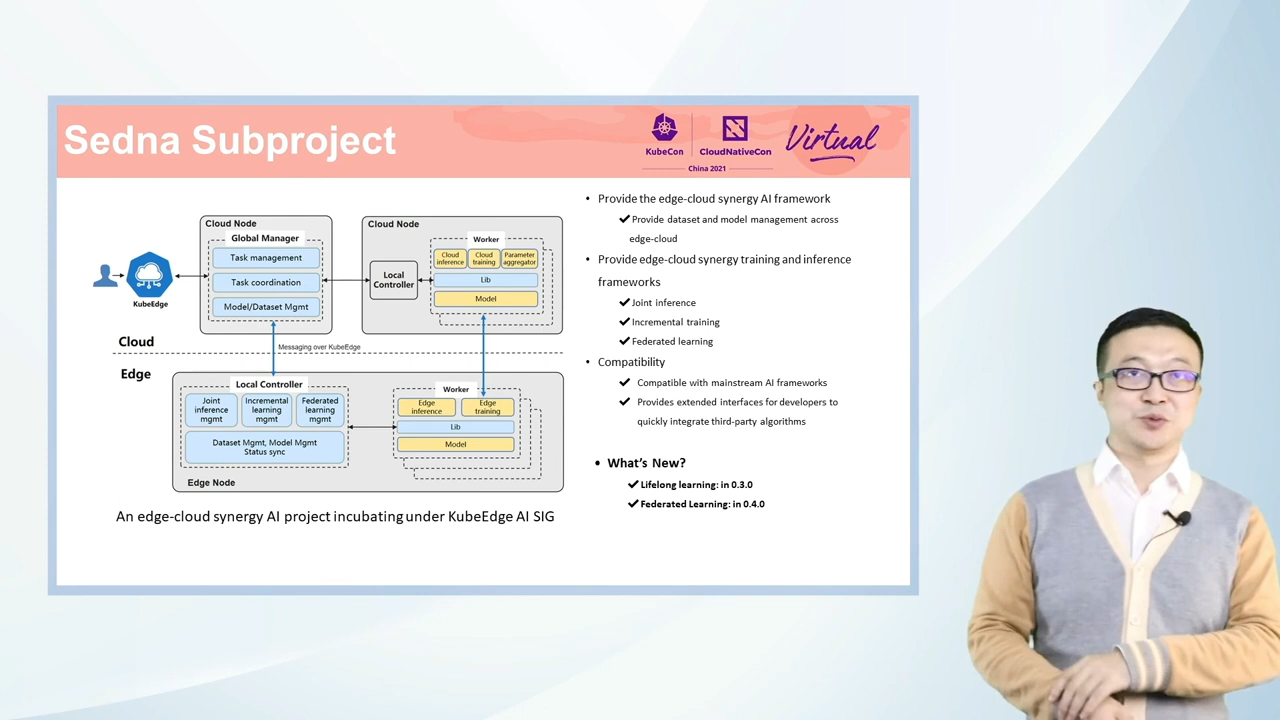 Sedna Subproject
KubeCon
CloudNativeCon
Virtual
China 2021
Cloud Node
Global Manager
Task management
Task coordination
Model/Dataset Mgmt
KubeEdge
Cloud Node
Local
Controller
Worker
Cloud
inference
Cloud
training
Parameter
aggregator
Lib
Model
Cloud
Messaging over KubeEdge
Edge
Local Controller
Joint
inference
mgmt
Incremental
learning
mgmt
Federated
learning
mgmt
Dataset Mgmt, Model Mgmt
Status sync
Worker
Edge
inference
Edge
training
Lib
Model
Edge Node
An edge-cloud synergy AI project incubating under KubeEdge AI SIG
• Provide the edge-cloud synergy AI framework
✔ Provide dataset and model management across
edge-cloud
• Provide edge-cloud synergy training and inference
frameworks
✔ Joint inference
✔ Incremental training
✔ Federated learning
• Compatibility
✔ Compatible with mainstream AI frameworks
✔ Provides extended interfaces for developers to
quickly integrate third-party algorithms
• What's New?
✔ Lifelong learning: in 0.3.0
✔ Federated Learning: in 0.4.0